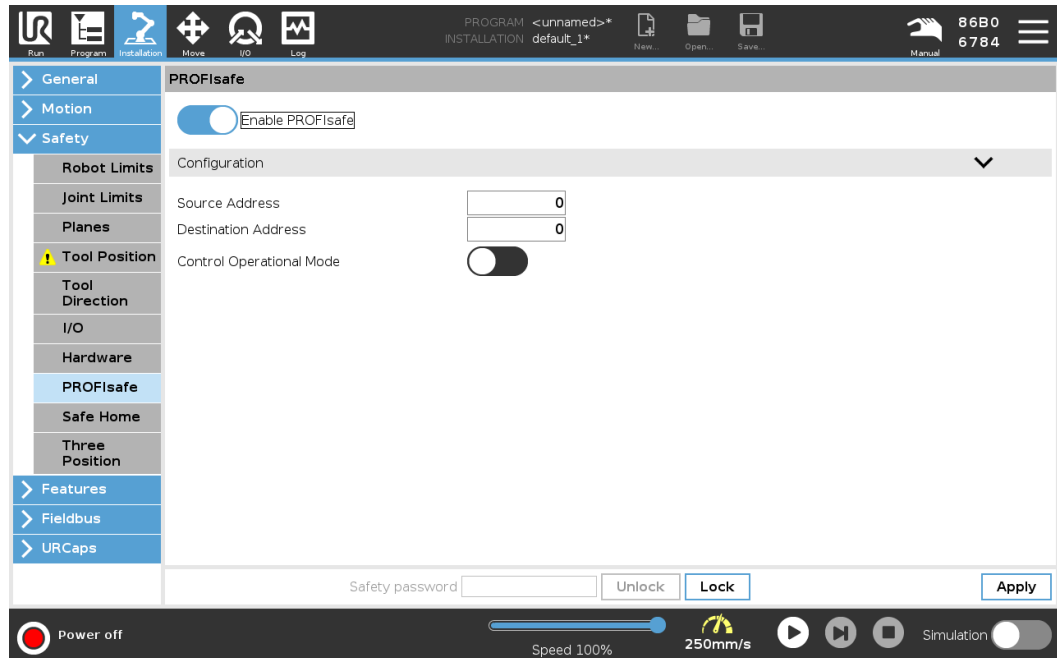 UR
PROGRAM <unnamed>*
INSTALLATION default_1*
Run Program Installation Move I/O Log New... Open... Save... Manual
86B0
6784
General
Motion
Safety
Robot Limits
Joint Limits
Planes
Tool Position
Tool
Direction
I/O
Hardware
PROFIsafe
Safe Home
Three
Position
Features
Fieldbus
URCaps
PROFIsafe
Enable PROFIsafe
Configuration
Source Address 0
Destination Address 0
Control Operational Mode
Safety password Unlock Lock Apply
Power off
Speed 100%
250mm/s
Simulation